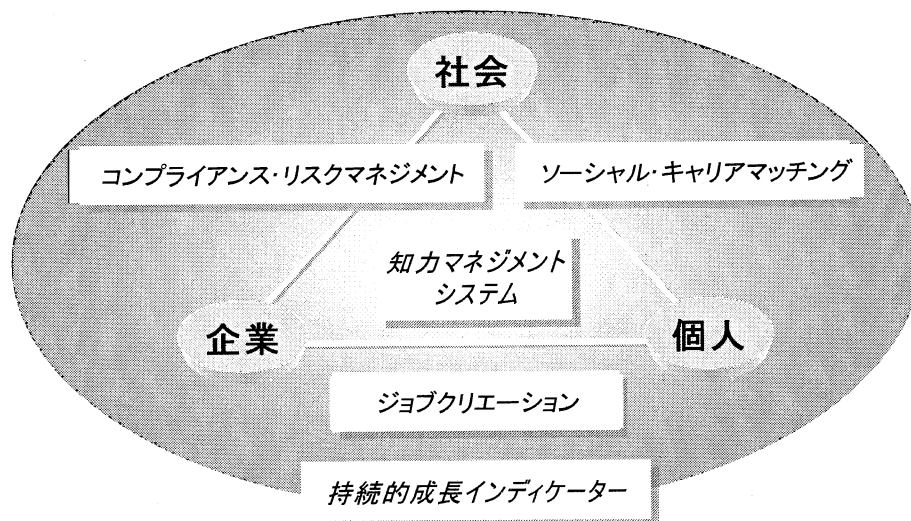 社会
コンプライアンス・リスクマネジメント
ソーシャル・キャリアマッチング
知力マネジメント
システム
企業
個人
ジョブクリエーション
持続的成長インディケーター